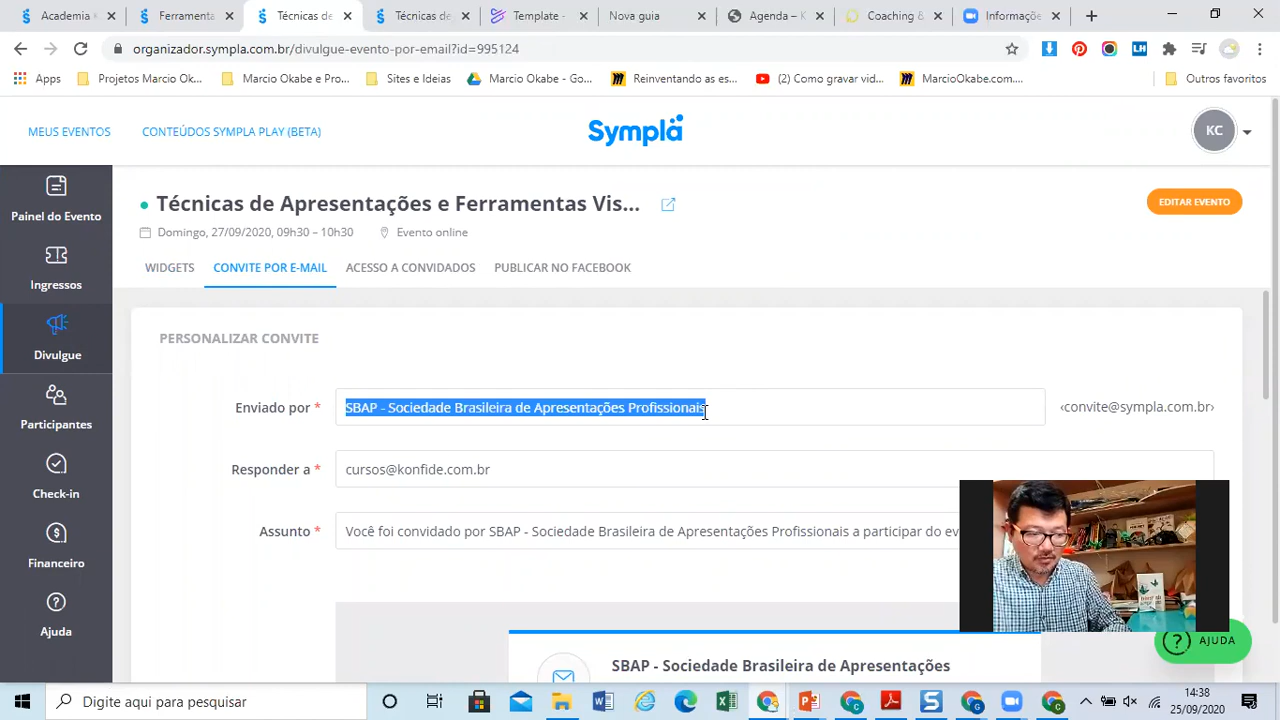 Técnicas de
Técnicas de
Template -
Nova guia
Agenda – K
Coaching &
Informaçõe
organizador.sympla.com.br/divulgue-evento-por-email?id=995124
LH
Apps
Projetos Marcio Ok...
Marcio Okabe e Pro...
Sites e Ideias
Marcio Okabe - Go...
Reinventando as es...
(2) Como gravar vid...
MarcioOkabe.com....
Outros favoritos
MEUS EVENTOS
CONTEÚDOS SYMPLA PLAY (BETA)
Sympla
KC
Painel do Evento
Ingressos
Divulgue
Participantes
Check-in
Financeiro
Ajuda
Técnicas de Apresentações e Ferramentas Vis...
EDITAR EVENTO
Domingo, 27/09/2020, 09h30 – 10h30
Evento online
WIDGETS
CONVITE POR E-MAIL
ACESSO A CONVIDADOS
PUBLICAR NO FACEBOOK
PERSONALIZAR CONVITE
Enviado por *
SBAP - Sociedade Brasileira de Apresentações Profissionais
‹convite@sympla.com.br›
Responder a *
cursos@konfide.com.br
Assunto *
Você foi convidado por SBAP - Sociedade Brasileira de Apresentações Profissionais a participar do ev
SBAP - Sociedade Brasileira de Apresentações
AJUDA
Digite aqui para pesquisar
14:38
25/09/2020